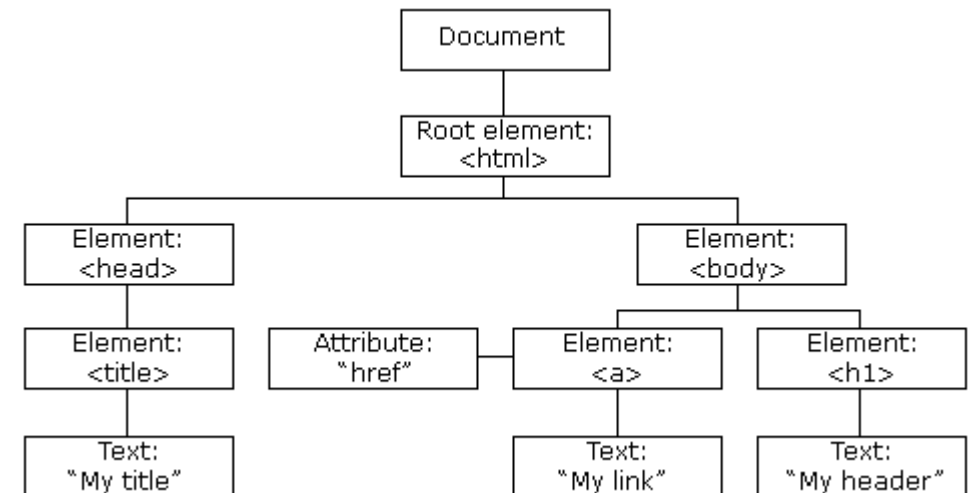 Document
Root element:
<html>
Element:
<head>
Element:
<body>
Element:
<title>
Attribute:
“href”
Element:
<a>
Element:
<h1>
Text:
“My title”
Text:
“My link”
Text:
“My header”